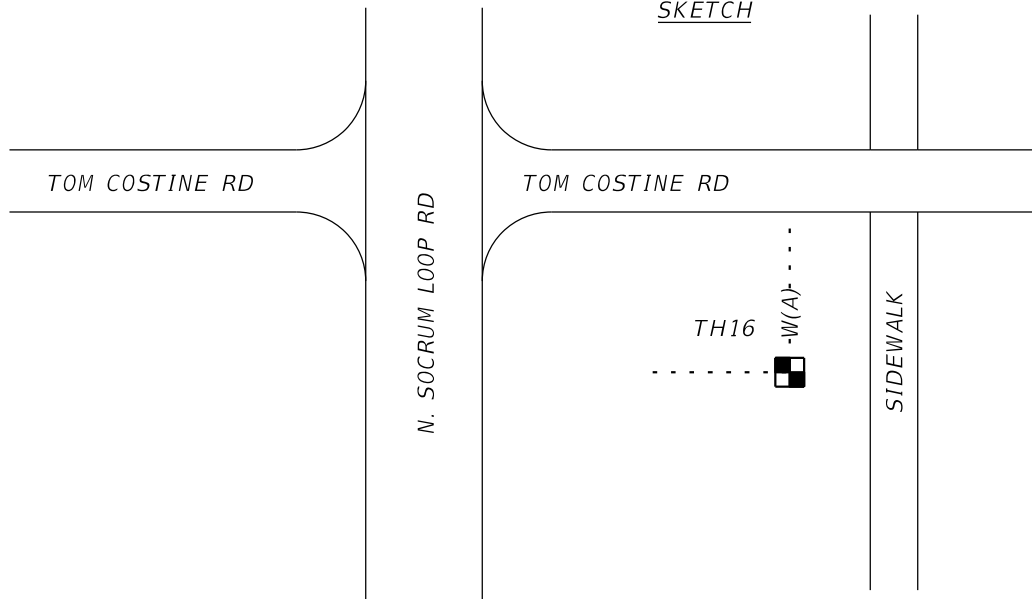 SKETCH
TOM COSTINE RD
TOM COSTINE RD
N. SOCRUM LOOP RD
TH16
W(A)
SIDEWALK